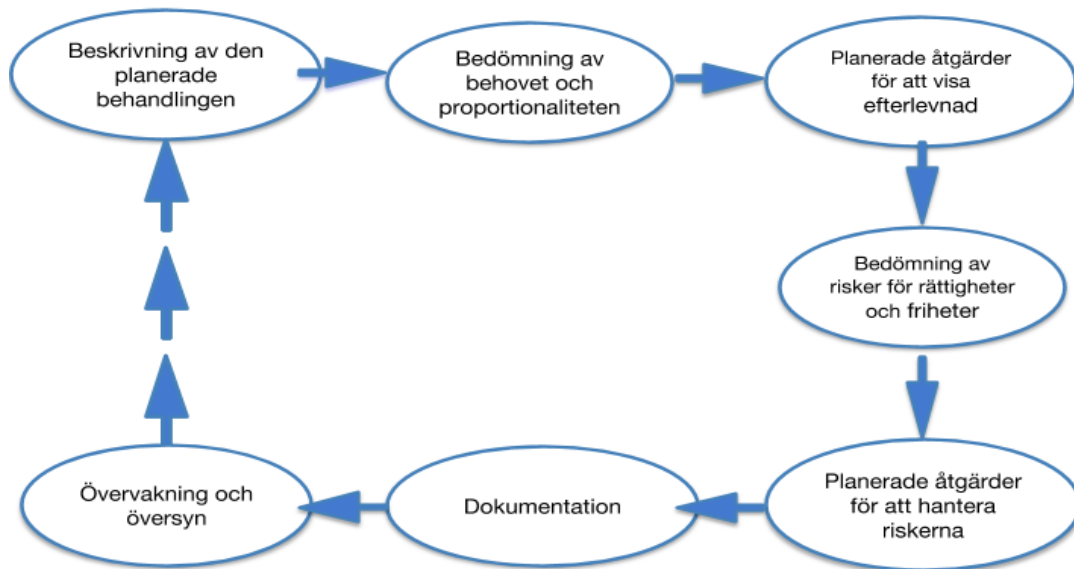 Beskrivning av den
planerade
behandlingen
Bedömning av
behovet och
proportionaliteten
Planerade åtgärder
för att visa
efterlevnad
Bedömning av
risker för rättigheter
och friheter
Planerade åtgärder
för att hantera
riskerna
Dokumentation
Övervakning och
översyn